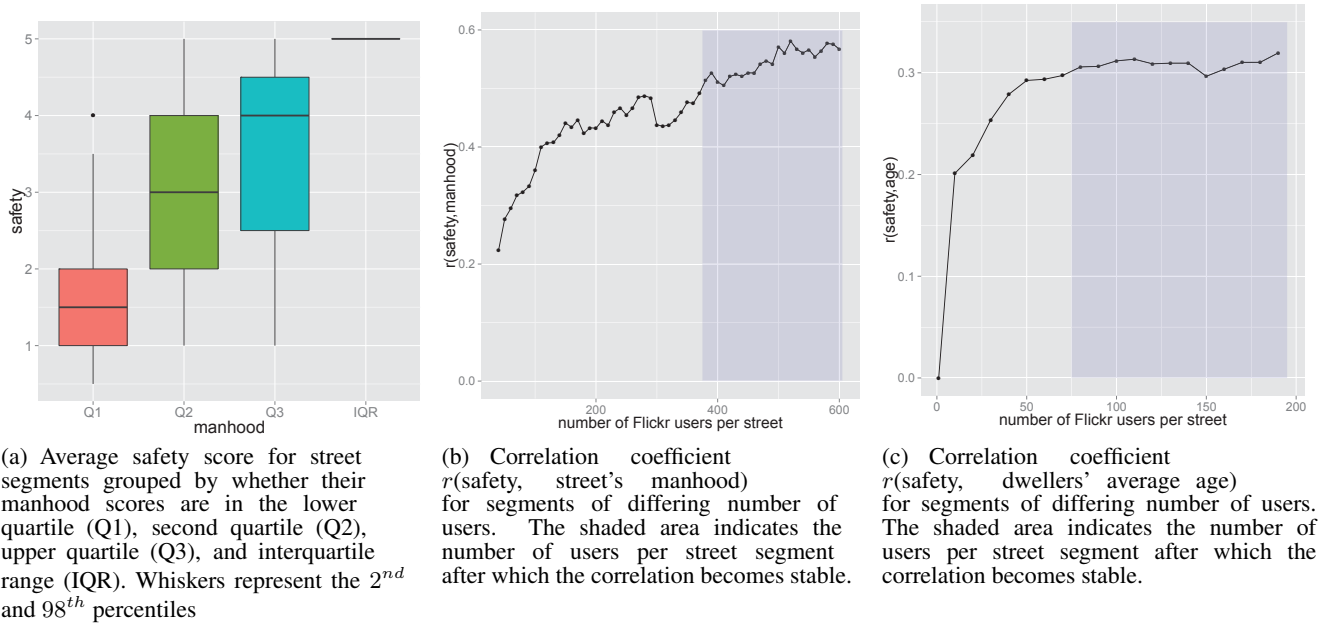 5
4
3
2
1
safety
Q1 Q2 Q3 IQR
manhood
0.6
0.4
0.2
0.0
r(safety,manhood)
200 400 600
number of Flickr users per street
0.3
0.2
0.1
0.0
r(safety,age)
0 50 100 150 200
number of Flickr users per street
(a) Average safety score for street
segments grouped by whether their
manhood scores are in the lower
quartile (Q1), second quartile (Q2),
upper quartile (Q3), and interquartile
range (IQR). Whiskers represent the 2nd
and 98th percentiles
(b) Correlation coefficient
r(safety, street's manhood)
for segments of differing number of
users. The shaded area indicates the
number of users per street segment
after which the correlation becomes stable.
(c) Correlation coefficient
r(safety, dwellers' average age)
for segments of differing number of users.
The shaded area indicates the number of
users per street segment after which the
correlation becomes stable.